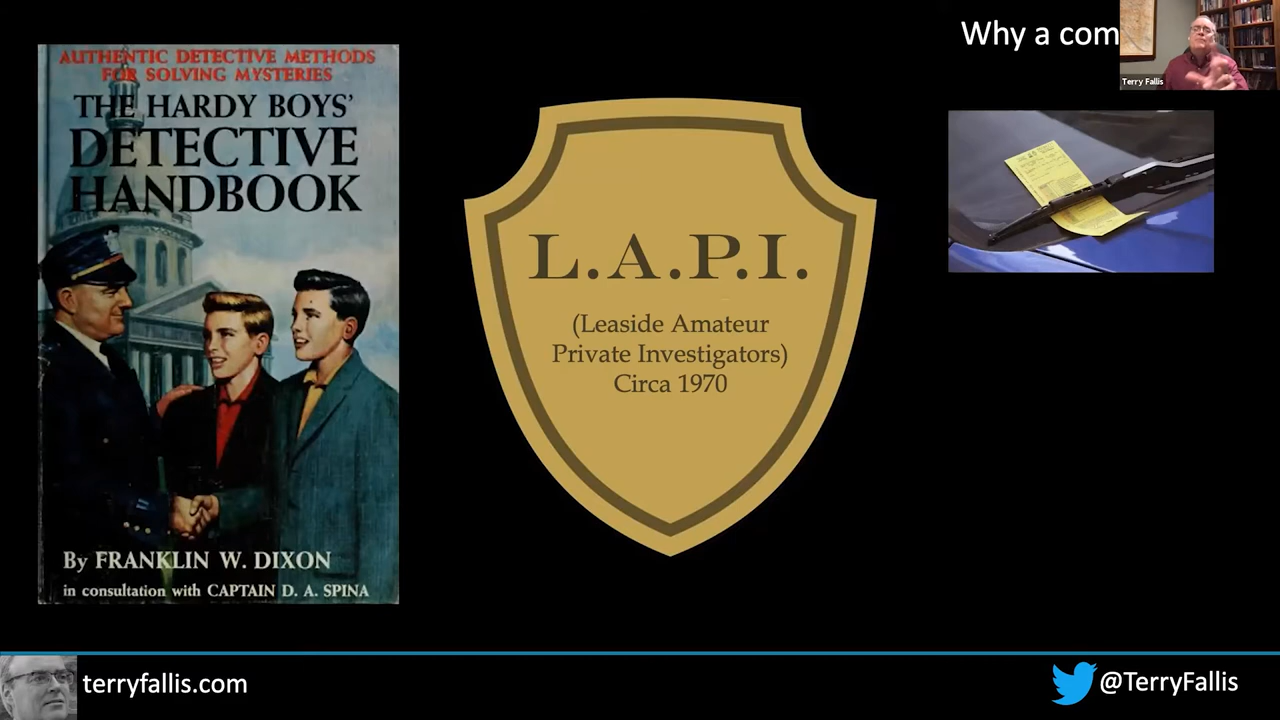 Why a com
Terry Fallis
AUTHENTIC DETECTIVE METHODS
FOR SOLVING MYSTERIES
THE HARDY BOYS'
DETECTIVE
HANDBOOK
By FRANKLIN W. DIXON
in consultation with CAPTAIN D. A. SPINA
L.A.P.I.
(Leaside Amateur
Private Investigators)
Circa 1970
terryfallis.com
@TerryFallis